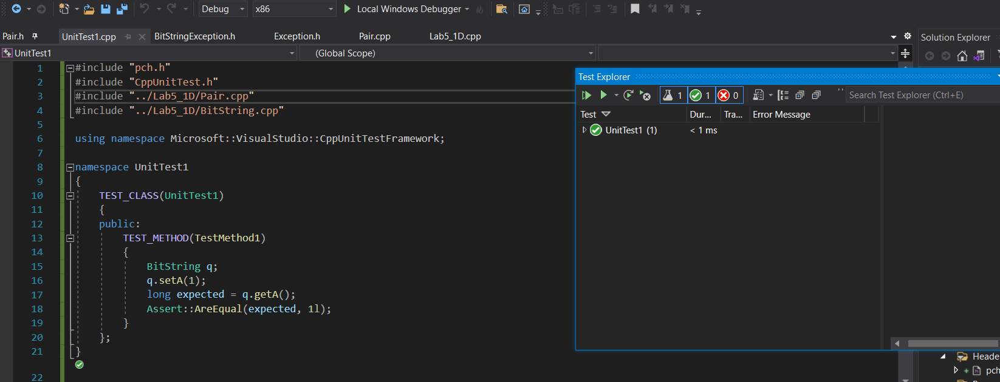 Debug
x86
Local Windows Debugger
Pair.h
UnitTest1.cpp
BitStringException.h
Exception.h
Pair.cpp
Lab5_1D.cpp
Solution Explorer
UnitTest1
(Global Scope)
1 #include "pch.h"
2 #include "CppUnitTest.h"
3 #include "../Lab5_1D/Pair.cpp"
4 #include "../Lab5_1D/BitString.cpp"
5
6 using namespace Microsoft::VisualStudio::CppUnitTestFramework;
7
8 namespace UnitTest1
9 {
10 TEST_CLASS(UnitTest1)
11 {
12 public:
13 TEST_METHOD(TestMethod1)
14 {
15 BitString q;
16 q.setA(1);
17 long expected = q.getA();
18 Assert::AreEqual(expected, 1l);
19 }
20 };
21 }
22
Test Explorer
1 1 0
Search Test Explorer (Ctrl+E)
Test Dur... Tra... Error Message
UnitTest1 (1) < 1 ms
Heade
pch